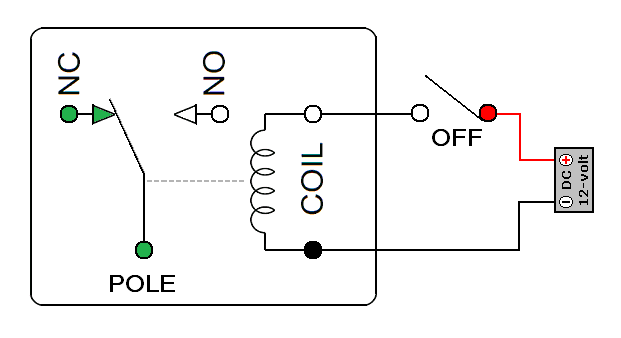 NC
NO
COIL
POLE
OFF
+
DC
12-volt
-